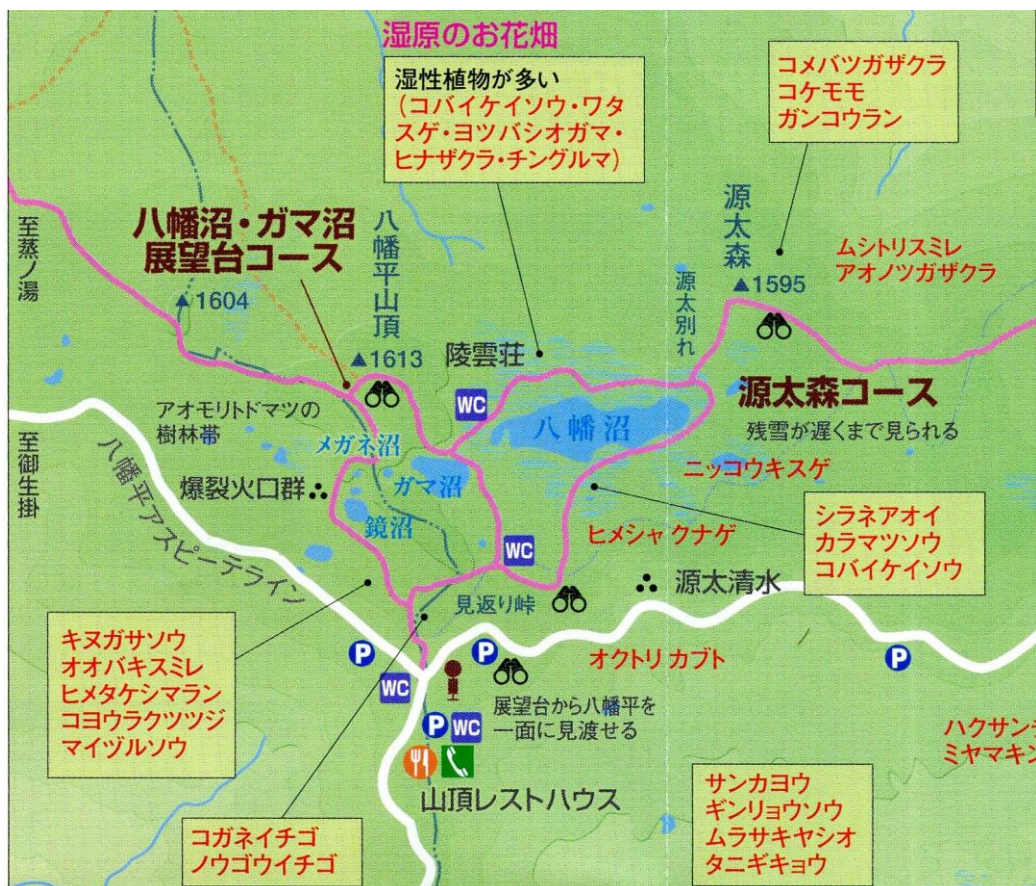 湿原のお花畑
湿性植物が多い
(コバイケイソウ・ワタ
スゲ・ヨツバシオガマ・
ヒナザクラ・チングルマ)
コメバツガザクラ
コケモモ
ガンコウラン
至蒸ノ湯
八幡沼・ガマ沼
展望台コース
八幡平山頂
源太森
ムシトリスミレ
アオノツガザクラ
▲1604
▲1613
▲1595
源太別れ
陵雲荘
WC
源太森コース
残雪が遅くまで見られる
アオモリトドマツの
樹林帯
至御生掛
八幡平アスピーテライン
メガネ沼
八幡沼
ガマ沼
ニッコウキスゲ
爆裂火口群
鏡沼
シラネアオイ
カラマツソウ
コバイケイソウ
WC
ヒメシャクナゲ
見返り峠
源太清水
キヌガサソウ
オオバキスミレ
ヒメタケシマラン
コヨウラクツツジ
マイヅルソウ
P
WC
P
オクトリカブト
P
展望台から八幡平を
一面に見渡せる
P WC
山頂レストハウス
ハクサンチ
ミヤマキン
サンカヨウ
ギンリョウソウ
ムラサキヤシオ
タニギキョウ
コガネイチゴ
ノウゴウイチゴ